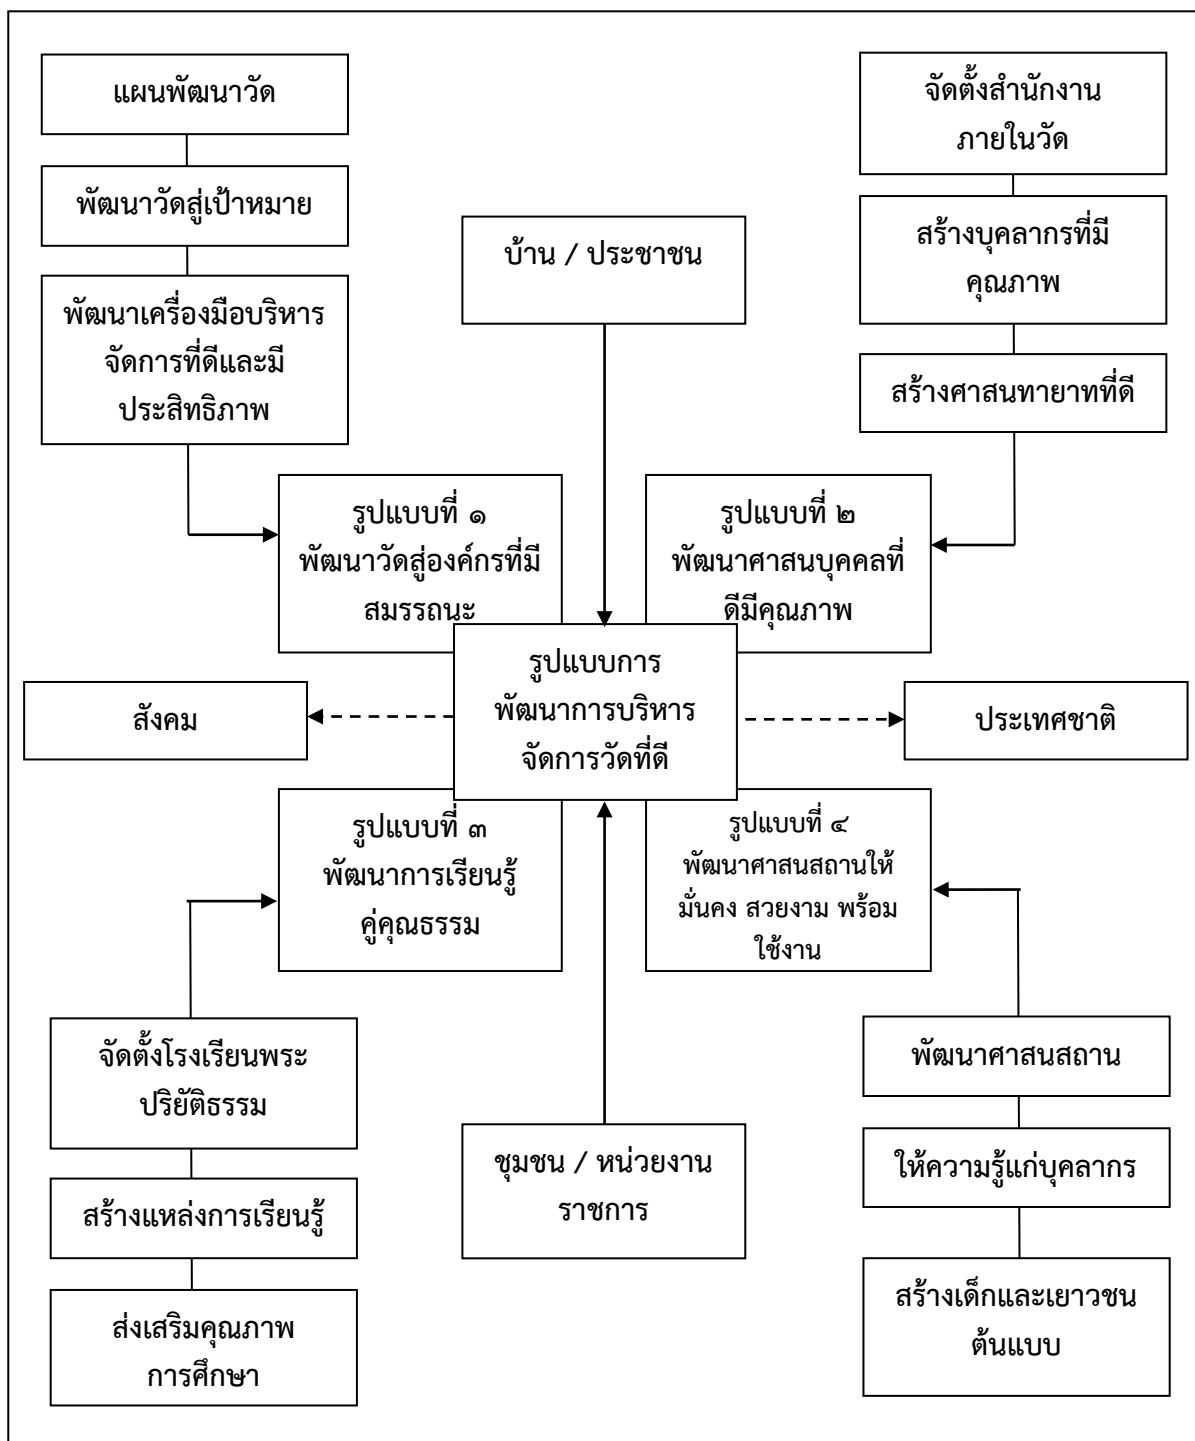 แผนพัฒนาวัด
พัฒนาวัดสู่เป้าหมาย
พัฒนาเครื่องมือบริหาร
จัดการที่ดีและมี
ประสิทธิภาพ
จัดตั้งสำนักงาน
ภายในวัด
สร้างบุคลากรที่มี
คุณภาพ
สร้างศาสนทายาทที่ดี
บ้าน / ประชาชน
รูปแบบที่ ๑
พัฒนาวัดสู่องค์กรที่มี
สมรรถนะ
รูปแบบที่ ๒
พัฒนาศาสนบุคคลที่
ดีมีคุณภาพ
สังคม
รูปแบบการ
พัฒนาการบริหาร
จัดการวัดที่ดี
ประเทศชาติ
รูปแบบที่ ๓
พัฒนาการเรียนรู้
คู่คุณธรรม
รูปแบบที่ ๔
พัฒนาศาสนสถานให้
มั่นคง สวยงาม พร้อม
ใช้งาน
จัดตั้งโรงเรียนพระ
ปริยัติธรรม
สร้างแหล่งการเรียนรู้
ส่งเสริมคุณภาพ
การศึกษา
ชุมชน / หน่วยงาน
ราชการ
พัฒนาศาสนสถาน
ให้ความรู้แก่บุคลากร
สร้างเด็กและเยาวชน
ต้นแบบ